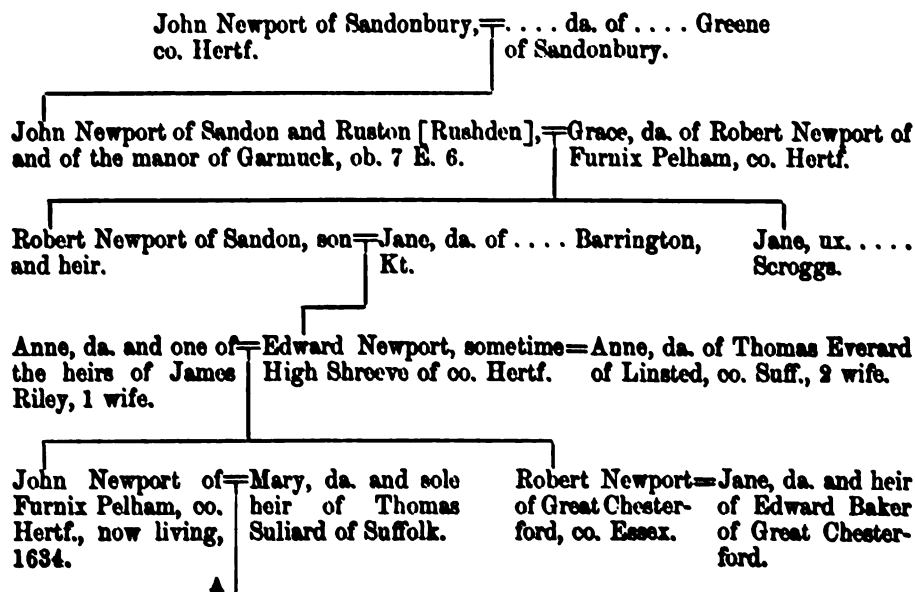 John Newport of Sandonbury, . . . . da. of . . . . Greene
co. Hertf. of Sandonbury.
John Newport of Sandon and Ruston [Rushden], Grace, da. of Robert Newport of
and of the manor of Garmuck, ob. 7 E. 6. Furnix Pelham, co. Hertf.
Robert Newport of Sandon, son
and heir.
Jane, da. of . . . . Barrington,
Kt.
Jane, ux. . . . .
Scroggs.
Anne, da. and one of
the heirs of James
Riley, 1 wife.
Edward Newport, sometime
High Shreeve of co. Hertf.
Anne, da. of Thomas Everard
of Linsted, co. Suff., 2 wife.
John Newport of
Furnix Pelham, co.
Hertf., now living,
1634.
Mary, da. and sole
heir of Thomas
Suliard of Suffolk.
Robert Newport
of Great Chester-
ford, co. Essex.
Jane, da. and heir
of Edward Baker
of Great Chester-
ford.